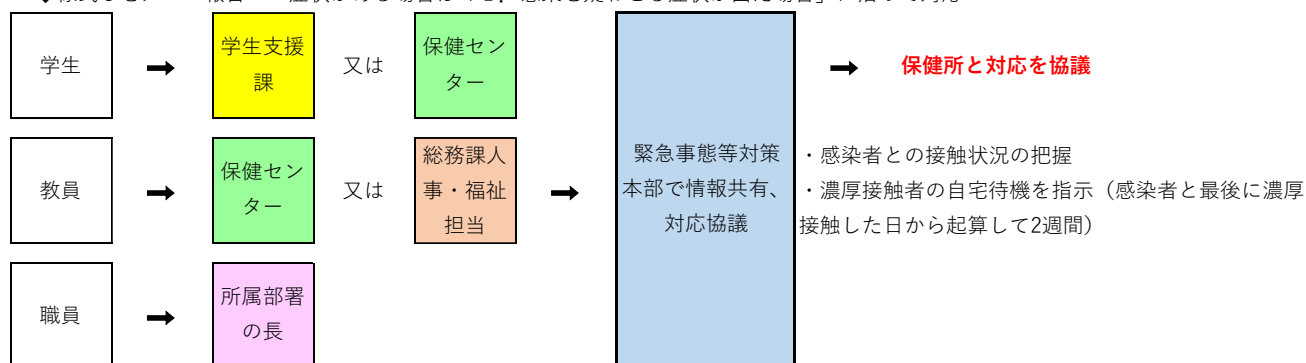 学生
➡
学生支援
課
又は
保健セン
ター
➡
保健所と対応を協議
教員
➡
保健セン
ター
又は
総務課人
事・福祉
担当
➡
緊急事態等対策
本部で情報共有、
対応協議
・感染者との接触状況の把握
・濃厚接触者の自宅待機を指示（感染者と最後に濃厚
接触した日から起算して2週間）
職員
➡
所属部署
の長